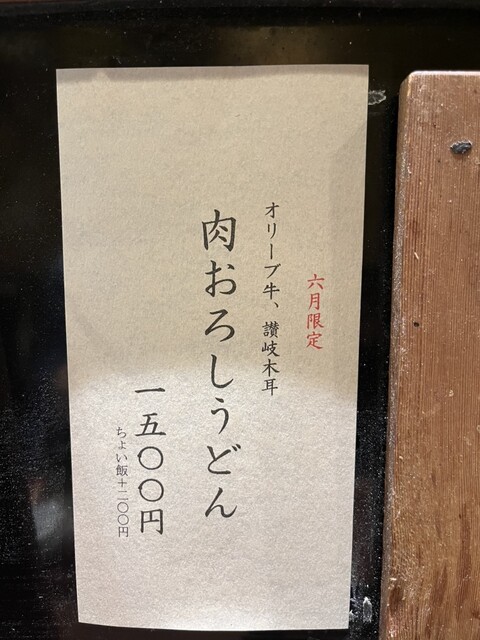 六月限定
オリーブ牛、讃岐木耳
肉おろしうどん
一五〇〇円
ちょい飯+二〇〇円